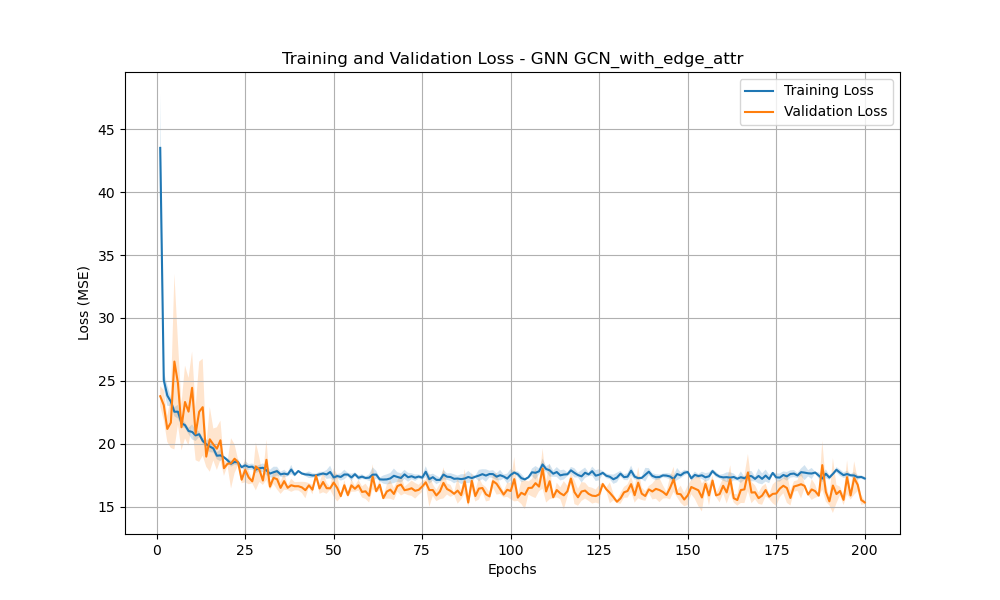 Training and Validation Loss - GNN GCN_with_edge_attr
Training Loss
Validation Loss
45
40
35
30
25
20
15
Loss (MSE)
0 25 50 75 100 125 150 175 200
Epochs